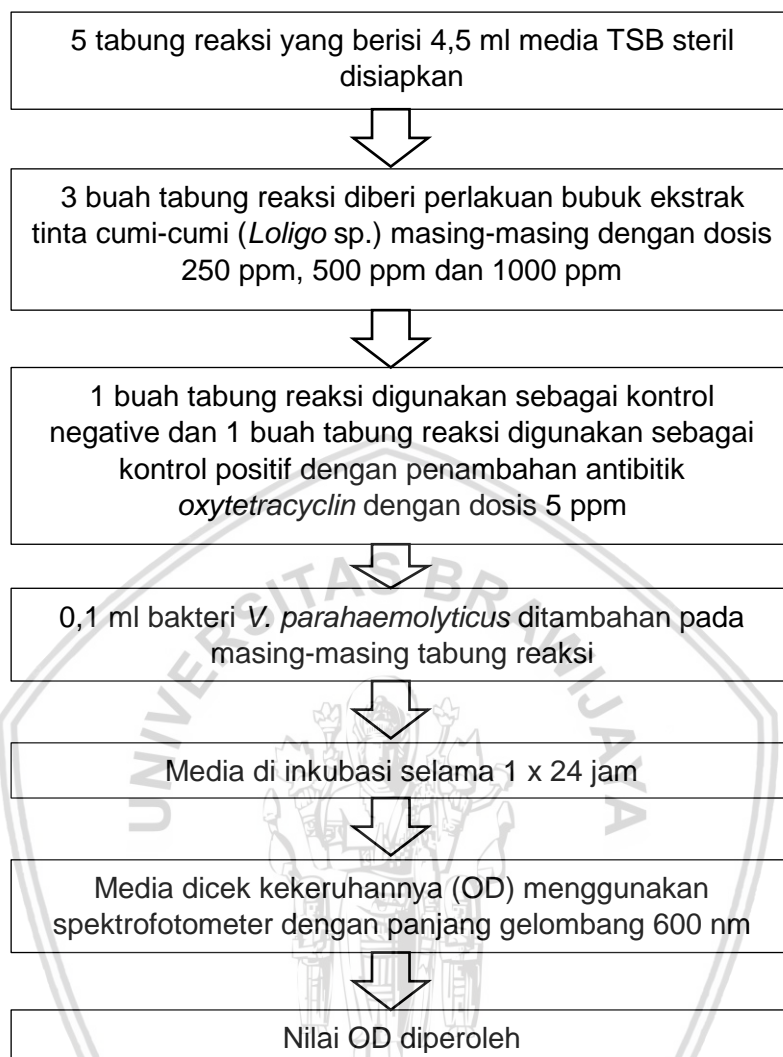 5 tabung reaksi yang berisi 4,5 ml media TSB steril
disiapkan
3 buah tabung reaksi diberi perlakuan bubuk ekstrak
tinta cumi-cumi (Loligo sp.) masing-masing dengan dosis
250 ppm, 500 ppm dan 1000 ppm
1 buah tabung reaksi digunakan sebagai kontrol
negative dan 1 buah tabung reaksi digunakan sebagai
kontrol positif dengan penambahan antibitik
oxytetracyclin dengan dosis 5 ppm
UNIVERSITAS BRAWIJAYA
0,1 ml bakteri V. parahaemolyticus ditambahan pada
masing-masing tabung reaksi
Media di inkubasi selama 1 x 24 jam
Media dicek kekeruhannya (OD) menggunakan
spektrofotometer dengan panjang gelombang 600 nm
Nilai OD diperoleh